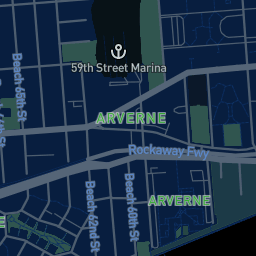 59th Street Marina
Beach 65th St
ARVERNE
Rockaway Fwy
Beach 62nd St
Beach 60th St
ARVERNE